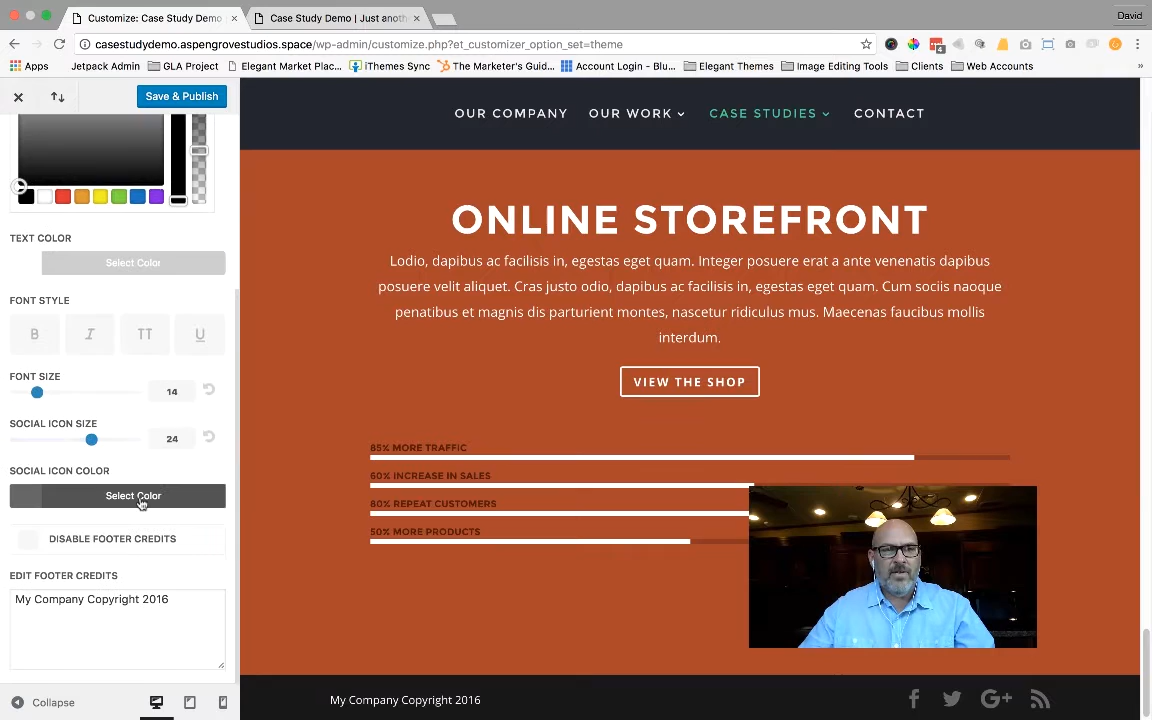 Customize: Case Study Demo
Case Study Demo | Just anoth
David
casestudydemo.aspengrovestudios.space/wp-admin/customize.php?et_customizer_option_set=theme
4
Apps
Jetpack Admin
GLA Project
Elegant Market Place...
iThemes Sync
The Marketer's Guid...
Account Login - Blu...
Elegant Themes
Image Editing Tools
Clients
Web Accounts
»
Save & Publish
OUR COMPANY
OUR WORK
CASE STUDIES
CONTACT
TEXT COLOR
Select Color
FONT STYLE
B
I
TT
U
FONT SIZE
14
SOCIAL ICON SIZE
24
SOCIAL ICON COLOR
Select Color
DISABLE FOOTER CREDITS
EDIT FOOTER CREDITS
My Company Copyright 2016
Collapse
ONLINE STOREFRONT
Lodio, dapibus ac facilisis in, egestas eget quam. Integer posuere erat a ante venenatis dapibus
posuere velit aliquet. Cras justo odio, dapibus ac facilisis in, egestas eget quam. Cum sociis natoque
penatibus et magnis dis parturient montes, nascetur ridiculus mus. Maecenas faucibus mollis
interdum.
VIEW THE SHOP
85% MORE TRAFFIC
60% INCREASE IN SALES
80% REPEAT CUSTOMERS
50% MORE PRODUCTS
My Company Copyright 2016